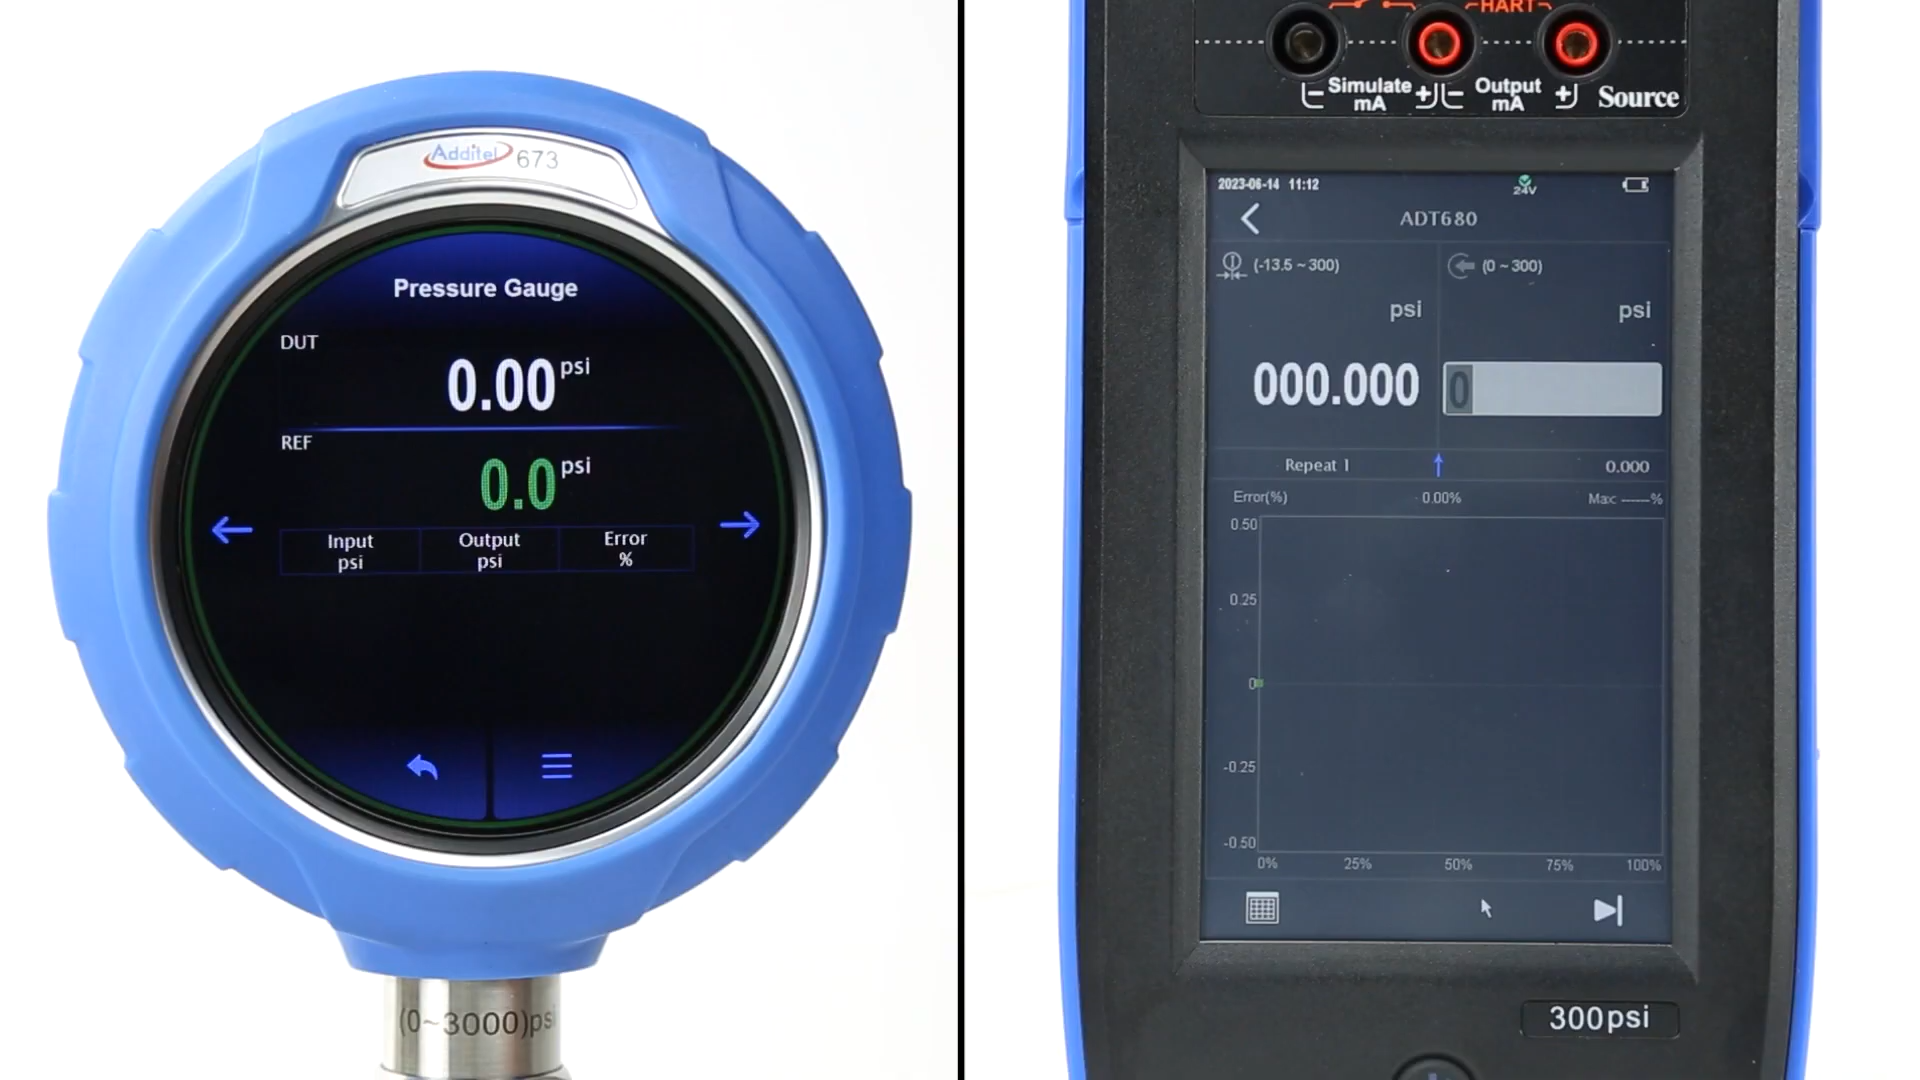 Additel 673
Pressure Gauge
DUT
0.00 psi
REF
0.0 psi
Input psi
Output psi
Error %
(0~3000)psi
HART
Simulate mA
Output mA
Source
2023-06-14 11:12
24V
ADT680
(-13.5 ~ 300)
(0 ~ 300)
psi
psi
000.000
0
Repeat 1
0.000
Error(%)
0.00%
Max: -----%
0.50
0.25
0
-0.25
-0.50
0%
25%
50%
75%
100%
300psi